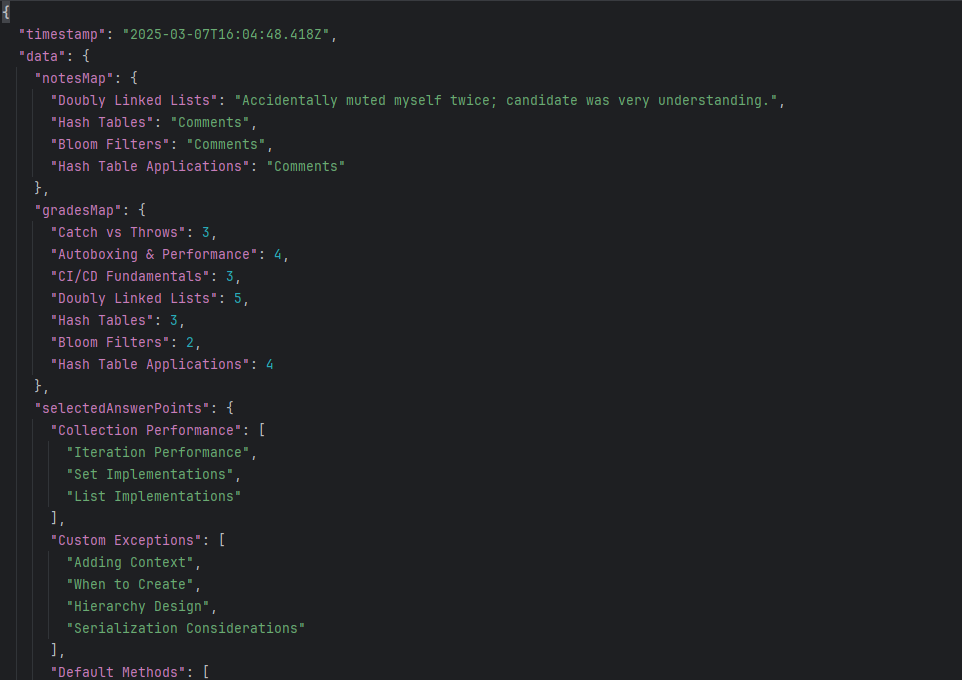 {
  "timestamp": "2025-03-07T16:04:48.418Z",
  "data": {
    "notesMap": {
      "Doubly Linked Lists": "Accidentally muted myself twice; candidate was very understanding.",
      "Hash Tables": "Comments",
      "Bloom Filters": "Comments",
      "Hash Table Applications": "Comments"
    },
    "gradesMap": {
      "Catch vs Throws": 3,
      "Autoboxing & Performance": 4,
      "CI/CD Fundamentals": 3,
      "Doubly Linked Lists": 5,
      "Hash Tables": 3,
      "Bloom Filters": 2,
      "Hash Table Applications": 4
    },
    "selectedAnswerPoints": {
      "Collection Performance": [
        "Iteration Performance",
        "Set Implementations",
        "List Implementations"
      ],
      "Custom Exceptions": [
        "Adding Context",
        "When to Create",
        "Hierarchy Design",
        "Serialization Considerations"
      ],
      "Default Methods": [